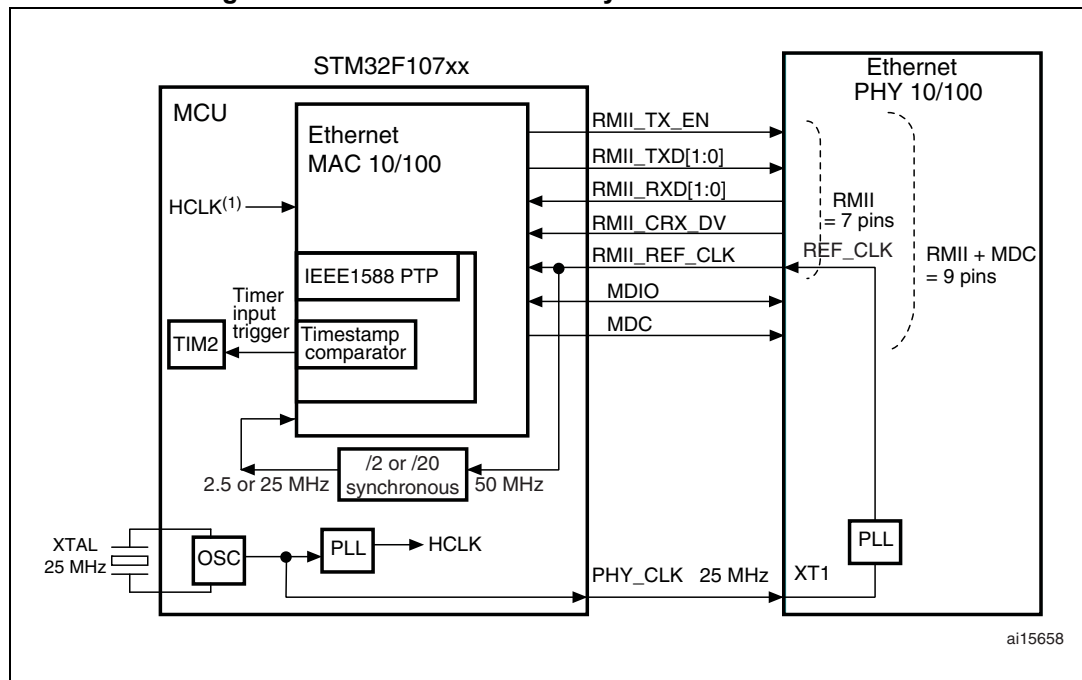 STM32F107xx
MCU
Ethernet
MAC 10/100
HCLK(1)
IEEE1588 PTP
Timer
input
trigger
TIM2
Timestamp
comparator
/2 or /20
synchronous
2.5 or 25 MHz
50 MHz
XTAL
25 MHz
OSC
PLL
HCLK
RMII_TX_EN
RMII_TXD[1:0]
RMII_RXD[1:0]
RMII_CRX_DV
RMII_REF_CLK
MDIO
MDC
PHY_CLK 25 MHz
Ethernet
PHY 10/100
RMII
= 7 pins
REF_CLK
RMII + MDC
= 9 pins
PLL
XT1
ai15658